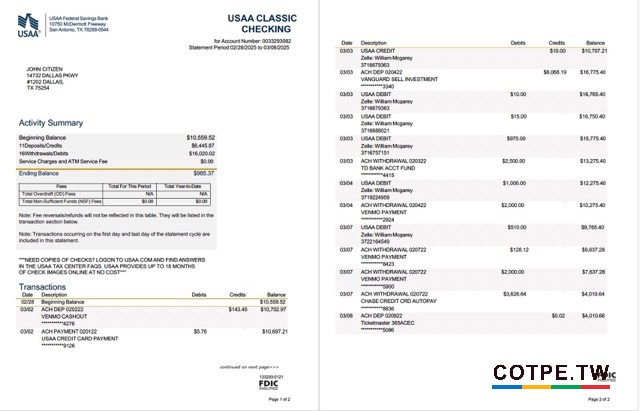 USAA®
USAA Federal Savings Bank
10750 McDermott Freeway
San Antonio, TX 78288-0544
USAA CLASSIC
CHECKING
for Account Number: 0033293082
Statement Period 02/28/2025 to 03/08/2025
JOHN CITIZEN
14732 DALLAS PKWY
#1202 DALLAS,
TX 75254
Activity Summary
Beginning Balance $10,559.52
11Deposits/Credits $6,445.87
16Withdrawals/Debits $16,020.02
Service Charges and ATM Service Fee $0.00
Ending Balance $985.37
Fees Total For This Period Total Year-to-Date
Total Overdraft (OD) Fees N/A N/A
Total Non-Sufficient Funds (NSF) Fees $0.00 $0.00
Note: Fee reversals/refunds will not be reflected in this table. They will be listed in the
transaction section below.
Note: Transactions occurring on the first and last day of the statement cycle are
included in this statement.
***NEED COPIES OF CHECKS? LOGON TO USAA.COM AND FIND ANSWERS
IN THE USAA TAX CENTER FAQS. USAA PROVIDES UP TO 18 MONTHS
OF CHECK IMAGES ONLINE AT NO COST***
Transactions
Date Description Debits Credits Balance
02/28 Beginning Balance $10,559.52
03/02 ACH DEP 020222 $143.45 $10,702.97
VENMO CASHOUT
***********4276
03/02 ACH PAYMENT 020122 $5.76 $10,697.21
USAA CREDIT CARD PAYMENT
***********9126
continued on next page>>>
133293-0121
FDIC
Page 1 of 2
Date Description Debits Credits Balance
03/03 USAA CREDIT $10.00 $10,707.21
Zelle: William Mcgarey
3716679363
03/03 ACH DEP 020422 $6,068.19 $16,775.40
VANGUARD SELL INVESTMENT
***********3340
03/03 USAA DEBIT $10.00 $16,765.40
Zelle: William Mcgarey
3716679363
03/03 USAA DEBIT $15.00 $16,750.40
Zelle: William Mcgarey
3716688021
03/03 USAA DEBIT $975.00 $15,775.40
Zelle: William Mcgarey
3716757151
03/03 ACH WITHDRAWAL 020322 $2,500.00 $13,275.40
TD BANK ACCT FUND
***********4415
03/04 USAA DEBIT $1,000.00 $12,275.40
Zelle: William Mcgarey
3719224959
03/04 ACH WITHDRAWAL 020422 $2,000.00 $10,275.40
VENMO PAYMENT
***********2924
03/07 USAA DEBIT $510.00 $9,765.40
Zelle: William Mcgarey
3722164549
03/07 ACH WITHDRAWAL 020722 $128.12 $9,637.28
VENMO PAYMENT
***********8423
03/07 ACH WITHDRAWAL 020722 $2,000.00 $7,637.28
VENMO PAYMENT
***********5900
03/07 ACH WITHDRAWAL 020722 $3,626.64 $4,010.64
CHASE CREDIT CRD AUTOPAY
***********8636
03/08 ACH DEP 020922 $0.02 $4,010.66
Ticketmaster 365ACEC
***********5086
COTPE.TW
FDIC
Page 2 of 2